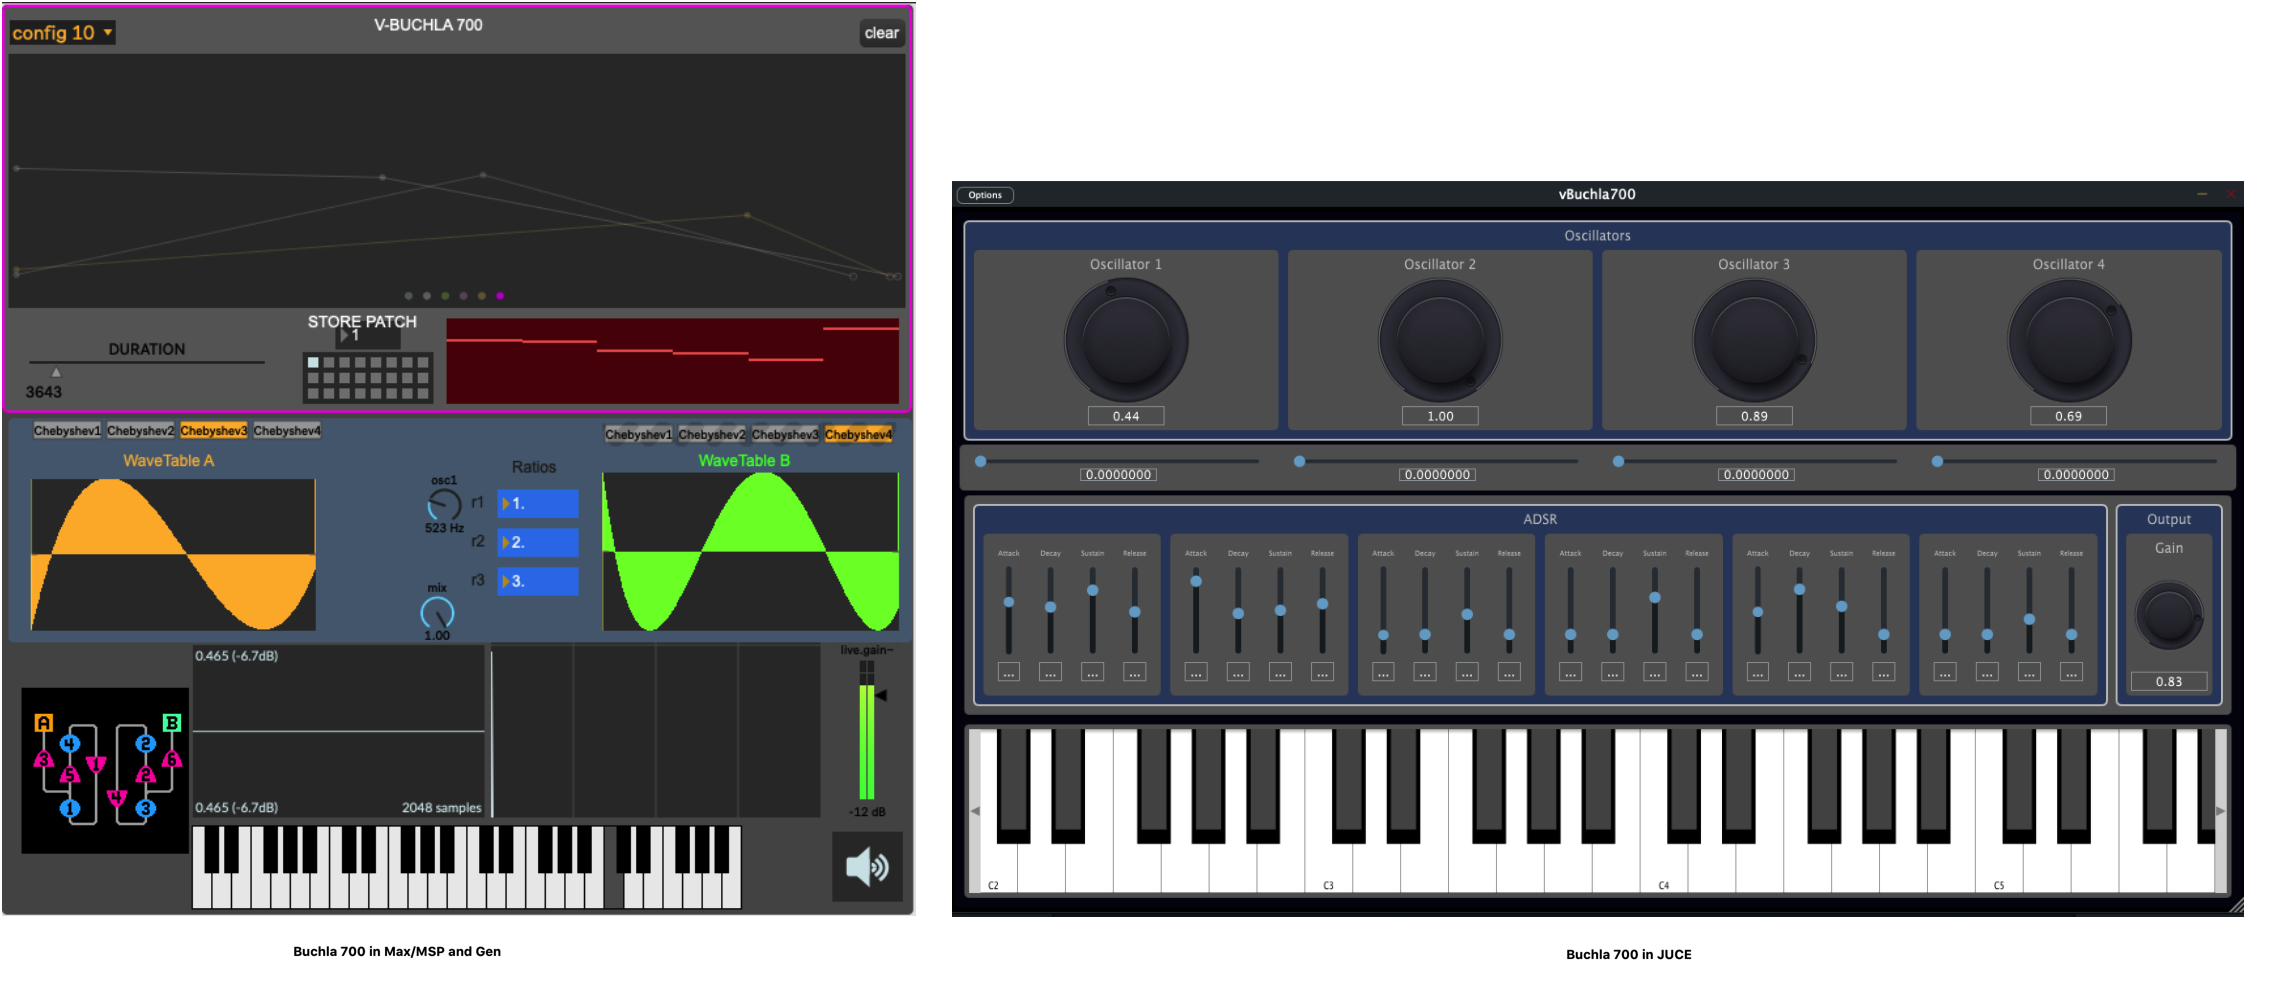 config 10
V-BUCHLA 700
clear
STORE PATCH
1
DURATION
3643
Chebyshev1 Chebyshev2 Chebyshev3 Chebyshev4
WaveTable A
osc1
523 Hz
mix
1.00
Ratios
r1 1.
r2 2.
r3 3.
Chebyshev1 Chebyshev2 Chebyshev3 Chebyshev4
WaveTable B
A 4 3 5 1 1
B 2 6 2 4 3
0.465 (-6.7dB)
0.465 (-6.7dB) 2048 samples
live.gain~
-12 dB
Buchla 700 in Max/MSP and Gen
Options
vBuchla700
Oscillators
Oscillator 1 Oscillator 2 Oscillator 3 Oscillator 4
0.44 1.00 0.89 0.69
0.0000000 0.0000000 0.0000000 0.0000000
ADSR
Attack Decay Sustain Release Attack Decay Sustain Release Attack Decay Sustain Release Attack Decay Sustain Release Attack Decay Sustain Release Attack Decay Sustain Release
... ... ... ... ... ... ... ... ... ... ... ... ... ... ... ... ... ... ... ... ... ... ... ...
Output
Gain
0.83
C2 C3 C4 C5
Buchla 700 in JUCE